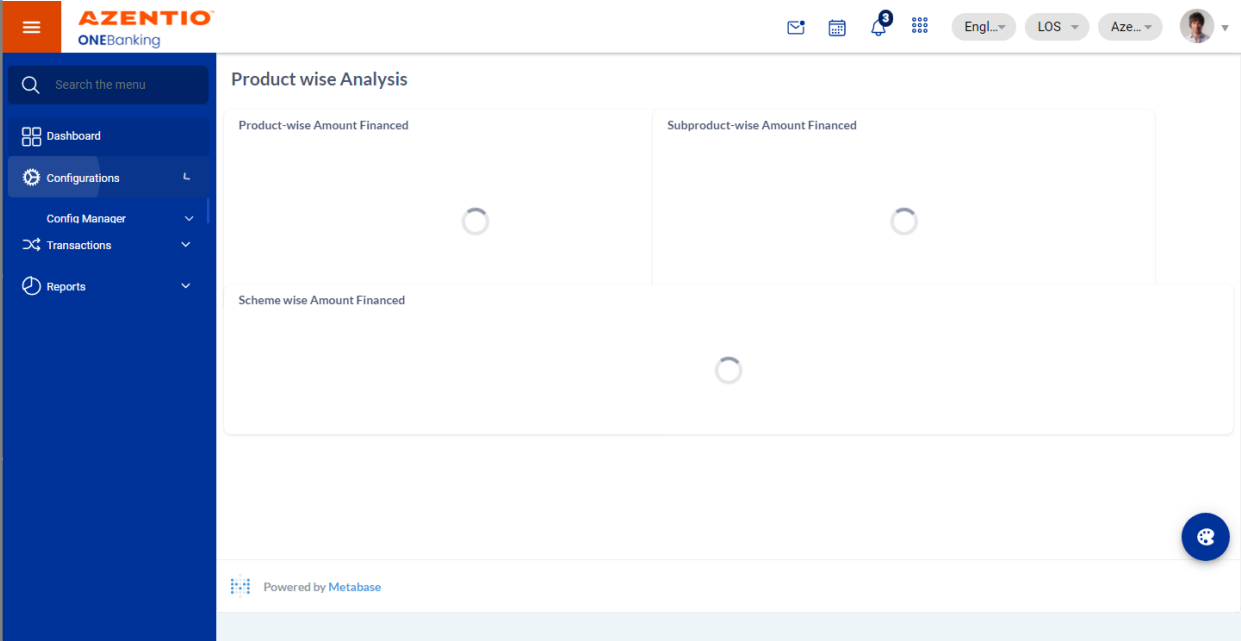 AZENTIO™
ONEBanking
3
Engl...
LOS
Aze...
Search the menu
Dashboard
Configurations
Config Manager
Transactions
Reports
Product wise Analysis
Product-wise Amount Financed
Subproduct-wise Amount Financed
Scheme wise Amount Financed
Powered by Metabase